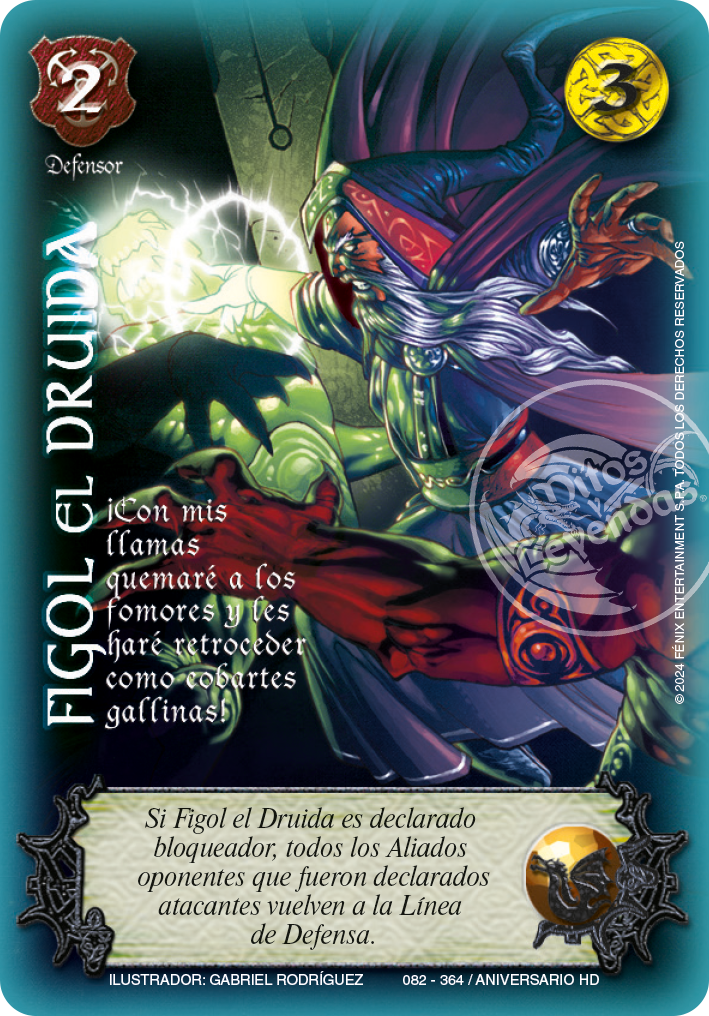 2
3
Defensor
FIGOL EL DRUIDA
¡Con mis
llamas
quemaré a los
fomores y les
haré retroceder
como cobartes
gallinas!
Mitos
y
Leyendas®
© 2024 FÉNIX ENTERTAINMENT S.PA. TODOS LOS DERECHOS RESERVADOS
Si Figol el Druida es declarado
bloqueador, todos los Aliados
oponentes que fueron declarados
atacantes vuelven a la Línea
de Defensa.
ILUSTRADOR: GABRIEL RODRÍGUEZ 082 - 364 / ANIVERSARIO HD